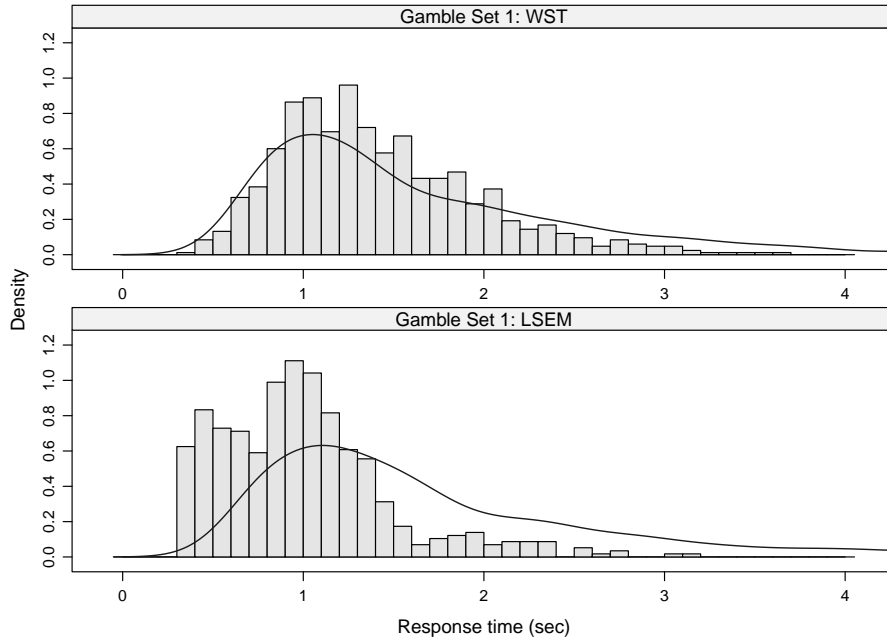 Gamble Set 1: WST
0.0 0.2 0.4 0.6 0.8 1.0 1.2
0 1 2 3 4
Density
Gamble Set 1: LSEM
0.0 0.2 0.4 0.6 0.8 1.0 1.2
0 1 2 3 4
Response time (sec)